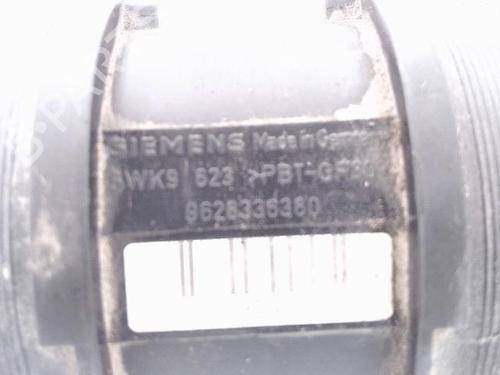 SIEMENS Made in Germany
5WK9 623 >PBT-GF30
9628336380